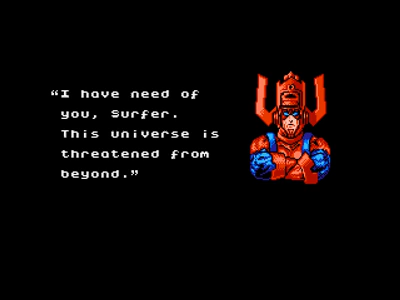 “I have need of
you, Surfer.
This universe is
threatened from
beyond.”